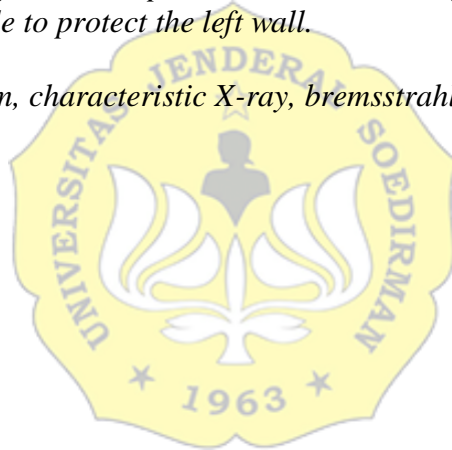 e to protect the left wall.
m, characteristic X-ray, bremsstrahl
UNIVERSITAS JENDERAL SOEDIRMAN
★ 1963 ★